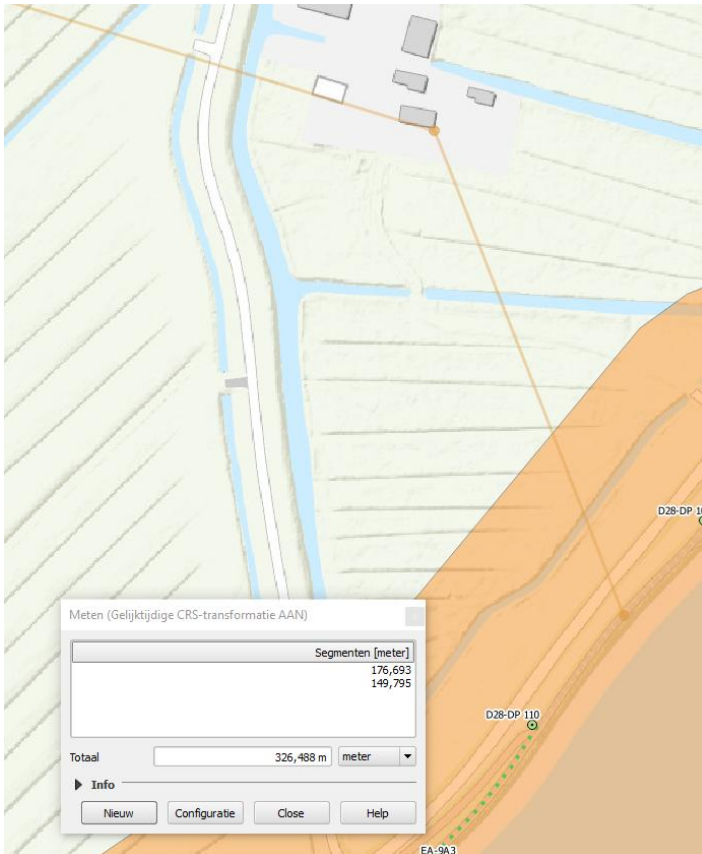 D28-DP 10
Meten (Gelijktijdige CRS-transformatie AAN)
Segmenten [meter]
176,693
149,795
D28-DP 110
Totaal 326,488 m meter
Info
Nieuw Configuratie Close Help
EA-9A3